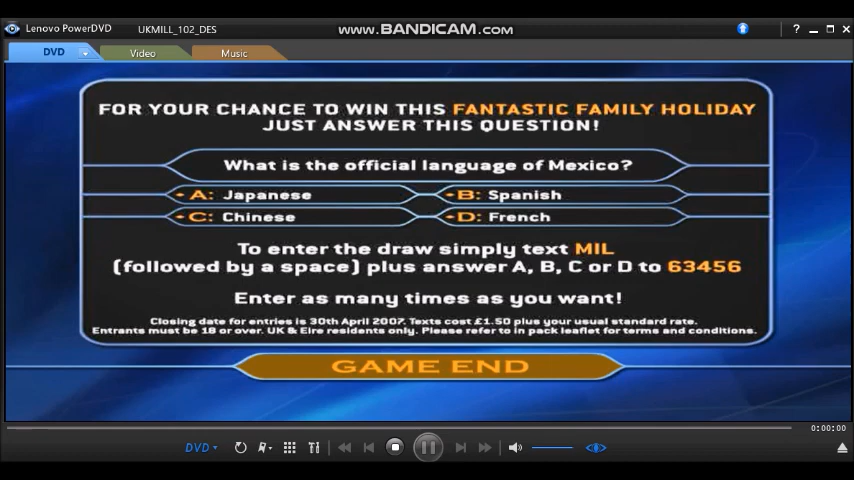 Lenovo PowerDVD
UKMILL_102_DES
www.BANDICAM.com
?
DVD
Video
Music
FOR YOUR CHANCE TO WIN THIS FANTASTIC FAMILY HOLIDAY
JUST ANSWER THIS QUESTION!
What is the official language of Mexico?
A: Japanese
B: Spanish
C: Chinese
D: French
To enter the draw simply text MIL
(followed by a space) plus answer A, B, C or D to 63456
Enter as many times as you want!
Closing date for entries is 30th April 2007. Texts cost £1.50 plus your usual standard rate.
Entrants must be 18 or over. UK & Eire residents only. Please refer to in pack leaflet for terms and conditions.
GAME END
0:00:00
DVD